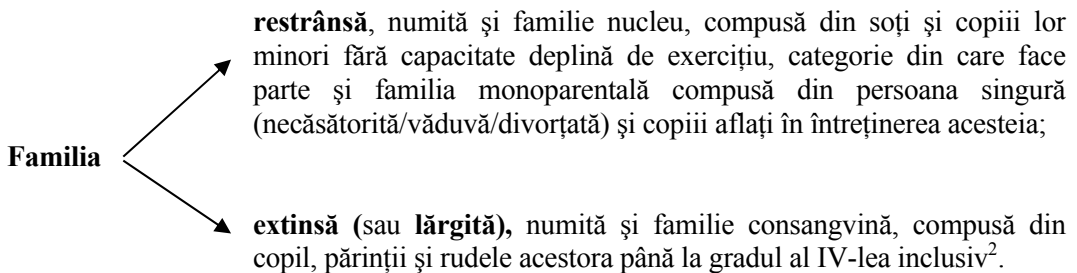 restrânsă, numită şi familie nucleu, compusă din soţi şi copiii lor
minori fără capacitate deplină de exerciţiu, categorie din care face
parte şi familia monoparentală compusă din persoana singură
(necăsătorită/văduvă/divorţată) şi copiii aflaţi în întreţinerea acesteia;
Familia
extinsă (sau lărgită), numită şi familie consangvină, compusă din
copil, părinţii şi rudele acestora până la gradul al IV-lea inclusiv².